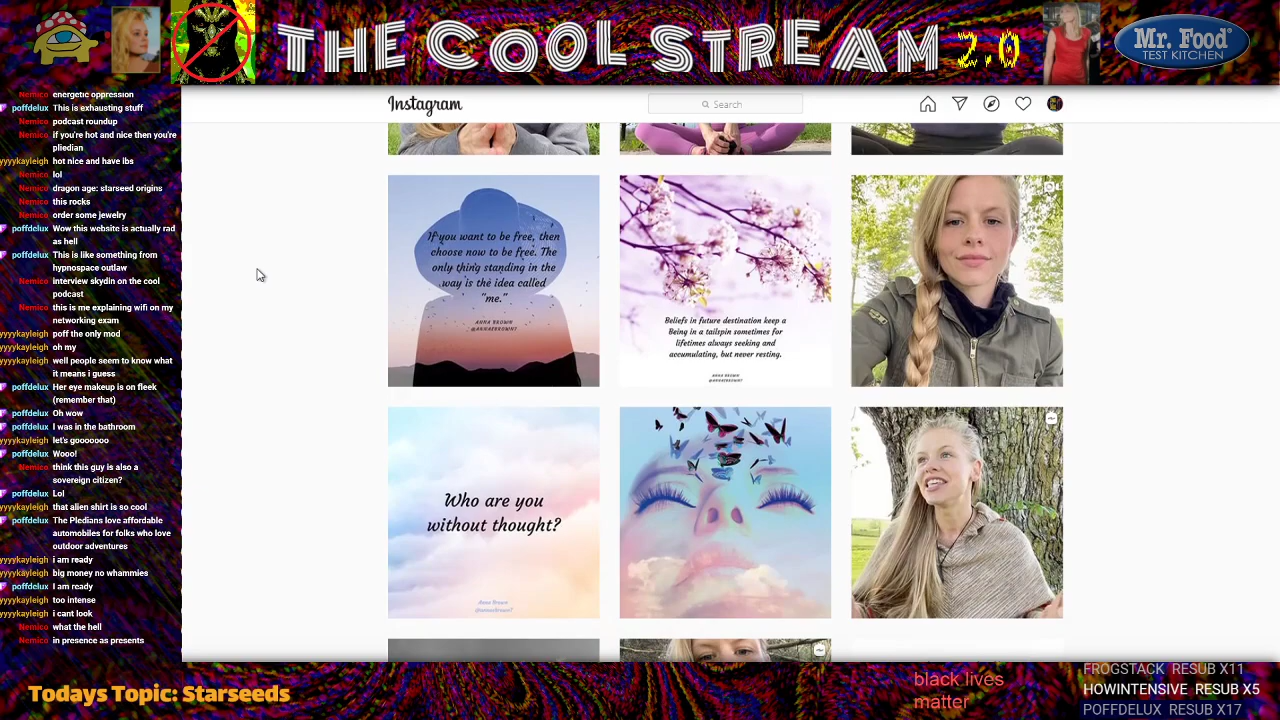 THE COOL STREAM 2.0
Mr. Food
TEST KITCHEN
Nemico energetic oppression
poffdelux This is exhausting stuff
Nemico podcast roundup
Nemico if you're hot and nice then you're
pliedian
yyyykayleigh hot nice and have ibs
Nemico lol
Nemico dragon age: starseed origins
Nemico this rocks
Nemico order some jewelry
poffdelux Wow this website is actually rad
as hell
poffdelux This is like something from
hypnospace outlaw
Nemico interview skydin on the cool
podcast
Nemico this is me explaining wifi on my
networking exam
yyyykayleigh poff the only mod
yyyykayleigh oh my
yyyykayleigh well people seem to know what
it means i guess
poffdelux Her eye makeup is on fleek
(remember that)
poffdelux Oh wow
poffdelux I was in the bathroom
yyyykayleigh let's gooooooo
poffdelux Wooo!
Nemico think this guy is also a
sovereign citizen?
poffdelux Lol
yyyykayleigh that alien shirt is so cool
poffdelux The Pledians love affordable
automobiles for folks who love
outdoor adventures
yyyykayleigh i am ready
yyyykayleigh big money no whammies
poffdelux I am ready
yyyykayleigh too intense
yyyykayleigh i cant look
Nemico what the hell
Nemico in presence as presents
Instagram
Search
If you want to be free, then
choose now to be free. The
only thing standing in the
way is the idea called
"me."
ANNA BROWN
@ANNAEBROWN7
Beliefs in future destination keep a
Being in a tailspin sometimes for
lifetimes always seeking and
accumulating, but never resting.
ANNA BROWN
Who are you
without thought?
Anna Brown
Todays Topic: Starseeds
black lives
matter
FROGSTACK RESUB X11
HOWINTENSIVE RESUB X5
POFFDELUX RESUB X17